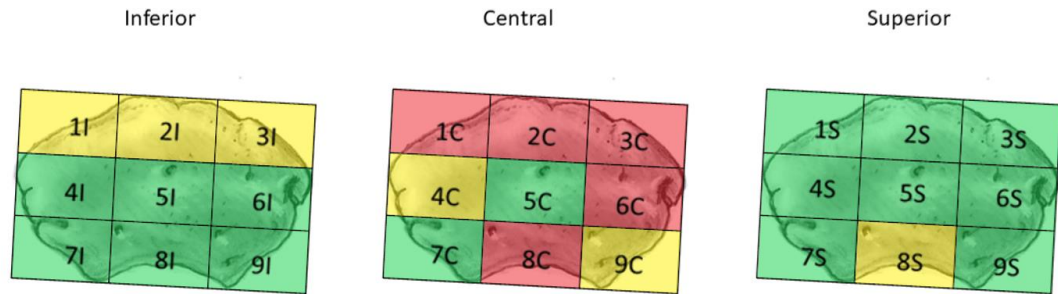 Inferior Central Superior
1I 2I 3I 1C 2C 3C 1S 2S 3S
4I 5I 6I 4C 5C 6C 4S 5S 6S
7I 8I 9I 7C 8C 9C 7S 8S 9S